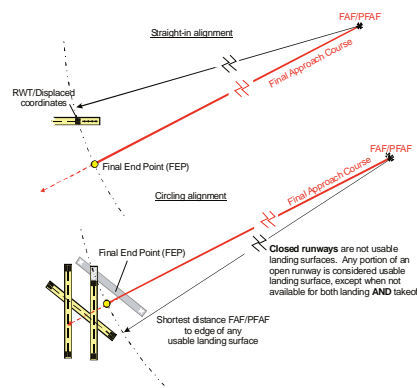 FAF/PFAF
Straight-in alignment
Final Approach Course
RWT/Displaced
coordinates
Final End Point (FEP)
Circling alignment
FAF/PFAF
Final Approach Course
Final End Point (FEP)
Closed runways are not usable
landing surfaces. Any portion of an
open runway is considered usable
landing surface, except when not
available for both landing AND takeof
Shortest distance FAF/PFAF
to edge of any
usable landing surface